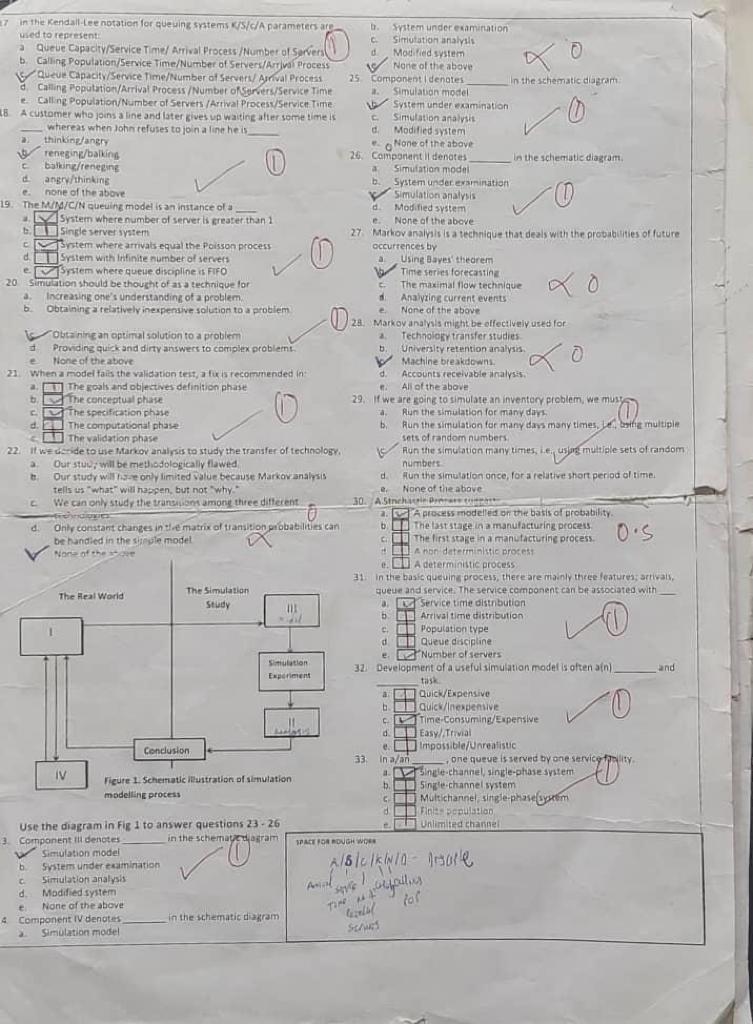 17 In the Kendall-Lee notation for queuing systems K/S/c/A parameters are
used to represent:
a Queue Capacity/Service Time/ Arrival Process /Number of Servers
b. Calling Population/Service Time/Number of Servers/Arrival Process
c. Queue Capacity/Service Time/Number of Servers/ Arrival Process
d. Calling Population/Arrival Process /Number of Servers/Service Time
e. Calling Population/Number of Servers /Arrival Process/Service Time
18. A customer who joins a line and later gives up waiting after some time is
____ whereas when John refuses to join a line he is____
a. thinking/angry
b. reneging/balking
c. balking/reneging
d. angry/thinking
e. none of the above
1
19. The M/M/C/N queuing model is an instance of a ____
a. System where number of server is greater than 1
b. Single server system
c. System where arrivals equal the Poisson process
d. System with Infinite number of servers
e. System where queue discipline is FIFO
1
20. Simulation should be thought of as a technique for
a. Increasing one's understanding of a problem.
b. Obtaining a relatively inexpensive solution to a problem.
c. Obtaining an optimal solution to a problem
d. Providing quick and dirty answers to complex problems.
e. None of the above
1
21. When a model fails the validation test, a fix is recommended in:
a. The goals and objectives definition phase
b. The conceptual phase
c. The specification phase
d. The computational phase
e. The validation phase
1
22. If we decide to use Markov analysis to study the transfer of technology,
a. Our study will be methodologically flawed.
b. Our study will have only limited value because Markov analysis
tells us "what" will happen, but not "why."
c. We can only study the transitions among three different
technologies
d. Only constant changes in the matrix of transition probabilities can
be handled in the simple model.
None of the above
0
The Real World
The Simulation
Study
I
III
Simulation
Experiment
II
analysis
Conclusion
IV
Figure 1. Schematic illustration of simulation
modelling process
Use the diagram in Fig 1 to answer questions 23 - 26
3. Component III denotes______ in the schematic diagram
Simulation model
b. System under examination
c. Simulation analysis
d. Modified system
e. None of the above
1
4. Component IV denotes______ in the schematic diagram
a. Simulation model
b. System under examination
c. Simulation analysis
d. Modified system
e. None of the above
0
25. Component I denotes______ in the schematic diagram.
a. Simulation model
b. System under examination
c. Simulation analysis
d. Modified system
e. None of the above
1
26. Component II denotes______ in the schematic diagram.
a. Simulation model
b. System under examination
c. Simulation analysis
d. Modified system
e. None of the above
1
27. Markov analysis is a technique that deals with the probabilities of future
occurrences by
a. Using Bayes' theorem
b. Time series forecasting
c. The maximal flow technique
d. Analyzing current events
e. None of the above
0
28. Markov analysis might be effectively used for
a. Technology transfer studies.
b. University retention analysis.
c. Machine breakdowns.
d. Accounts receivable analysis.
e. All of the above
0
29. If we are going to simulate an inventory problem, we must
a. Run the simulation for many days.
b. Run the simulation for many days many times, i.e., using multiple
sets of random numbers.
c. Run the simulation many times, i.e., using multiple sets of random
numbers.
d. Run the simulation once, for a relative short period of time.
e. None of the above
1
30. A Stochastic Process
a. A process modelled on the basis of probability.
b. The last stage in a manufacturing process.
c. The first stage in a manufacturing process.
d. A non-deterministic process
e. A deterministic process
0.5
31. In the basic queuing process, there are mainly three features; arrivals,
queue and service. The service component can be associated with ___
a. Service time distribution
b. Arrival time distribution
c. Population type
d. Queue discipline
e. Number of servers
1
32. Development of a useful simulation model is often a(n) ______ and
______ task.
a. Quick/Expensive
b. Quick/Inexpensive
c. Time-Consuming/Expensive
d. Easy/,Trivial
e. Impossible/Unrealistic
1
33. In a/an ______, one queue is served by one service facility.
a. Single-channel, single-phase system
b. Single-channel system
c. Multichannel, single-phase system
d. Finite population
e. Unlimited channel
1
SPACE FOR ROUGH WORK
A/S/C/K/N/D -
Arrival
Time
POP